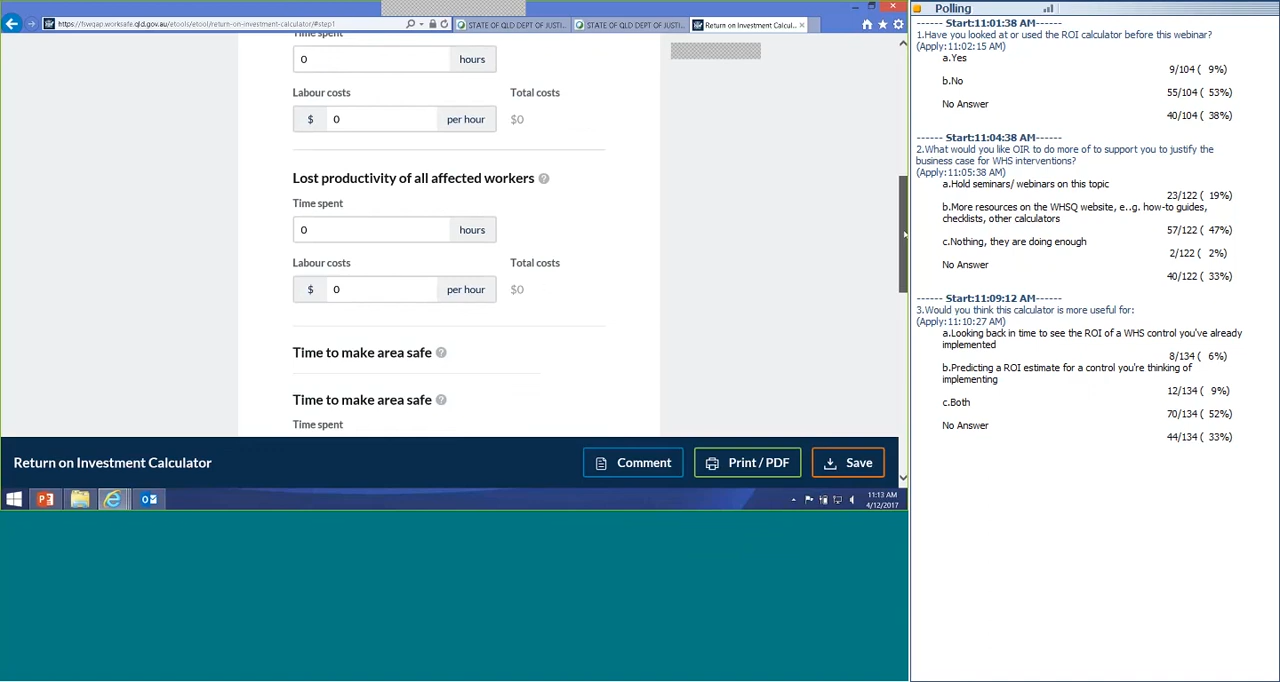 https://fswqap.worksafe.qld.gov.au/etools/etool/return-on-investment-calculator/#step1
STATE OF QLD DEPT OF JUSTI...
STATE OF QLD DEPT OF JUSTI...
Return on Investment Calcul...
Time spent
0 hours
Labour costs Total costs
$ 0 per hour $0
Lost productivity of all affected workers
Time spent
0 hours
Labour costs Total costs
$ 0 per hour $0
Time to make area safe
Time to make area safe
Time spent
Return on Investment Calculator
Comment
Print / PDF
Save
11:13 AM
4/12/2017
Polling
------ Start:11:01:38 AM------
1.Have you looked at or used the ROI calculator before this webinar?
(Apply:11:02:15 AM)
a.Yes
9/104 ( 9%)
b.No
55/104 ( 53%)
No Answer
40/104 ( 38%)
------ Start:11:04:38 AM------
2.What would you like OIR to do more of to support you to justify the
business case for WHS interventions?
(Apply:11:05:38 AM)
a.Hold seminars/ webinars on this topic
23/122 ( 19%)
b.More resources on the WHSQ website, e..g. how-to guides,
checklists, other calculators
57/122 ( 47%)
c.Nothing, they are doing enough
2/122 ( 2%)
No Answer
40/122 ( 33%)
------ Start:11:09:12 AM------
3.Would you think this calculator is more useful for:
(Apply:11:10:27 AM)
a.Looking back in time to see the ROI of a WHS control you've already
implemented
8/134 ( 6%)
b.Predicting a ROI estimate for a control you're thinking of
implementing
12/134 ( 9%)
c.Both
70/134 ( 52%)
No Answer
44/134 ( 33%)